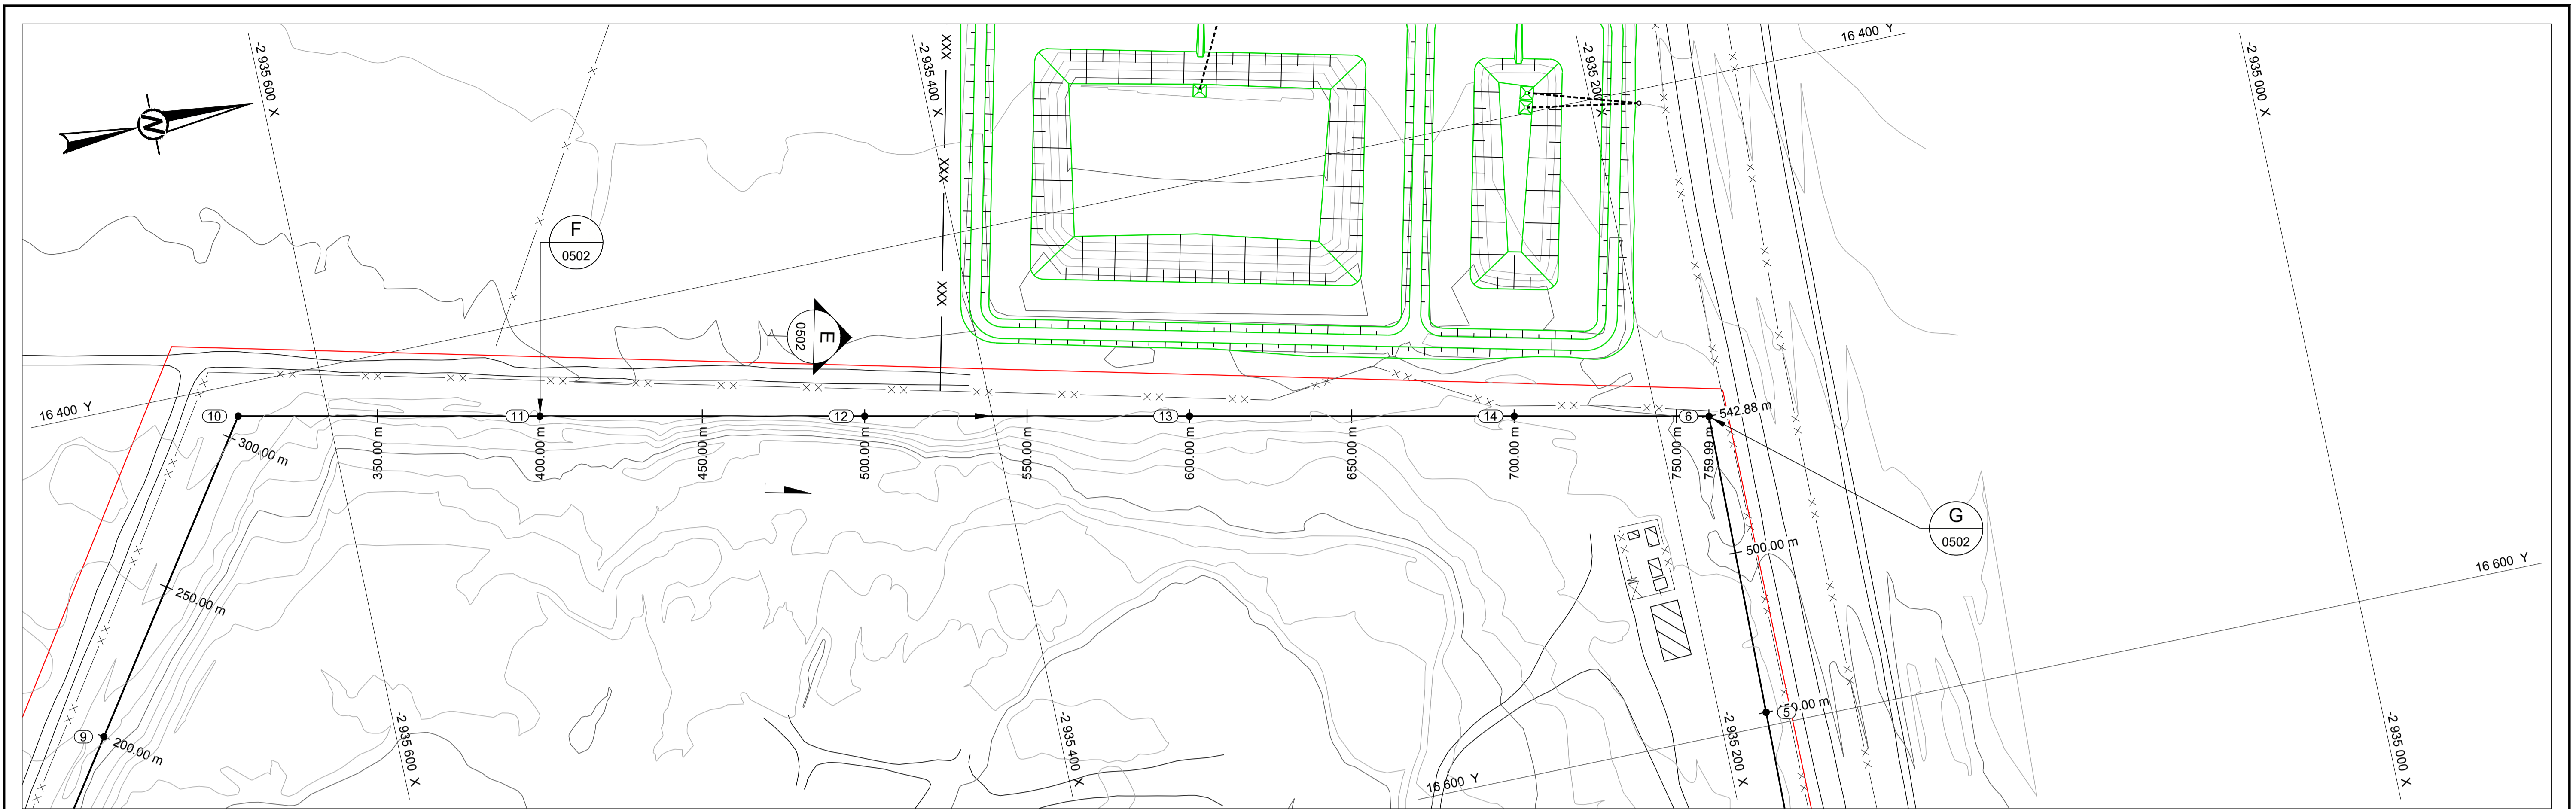 -2 935 600 X
-2 935 400 X
-2 935 200 X
-2 935 000 X
16 400 Y
XXX
XXX
XXX
N
F
0502
E
0502
16 400 Y
10
11
12
13
14
6
542.88 m
300.00 m
350.00 m
400.00 m
450.00 m
500.00 m
550.00 m
600.00 m
650.00 m
700.00 m
750.00 m
759.99 m
G
0502
500.00 m
250.00 m
16 600 Y
5
9
200.00 m
-2 935 600 X
-2 935 400 X
-2 935 200 X
-2 935 000 X
16 600 Y